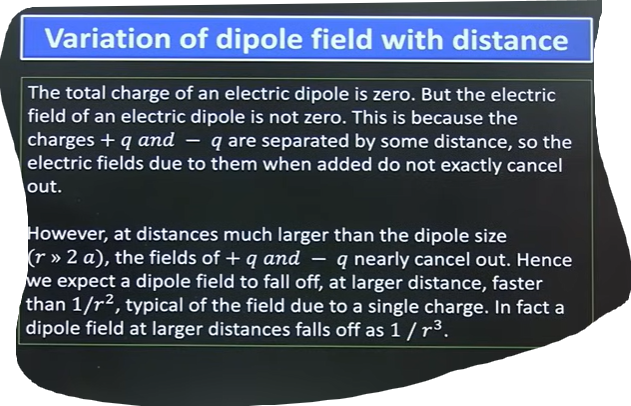 Variation of dipole field with distance
The total charge of an electric dipole is zero. But the electric
field of an electric dipole is not zero. This is because the
charges + q and − q are separated by some distance, so the
electric fields due to them when added do not exactly cancel
out.
However, at distances much larger than the dipole size
(r » 2 a), the fields of + q and − q nearly cancel out. Hence
we expect a dipole field to fall off, at larger distance, faster
than 1/r², typical of the field due to a single charge. In fact a
dipole field at larger distances falls off as 1 / r³.